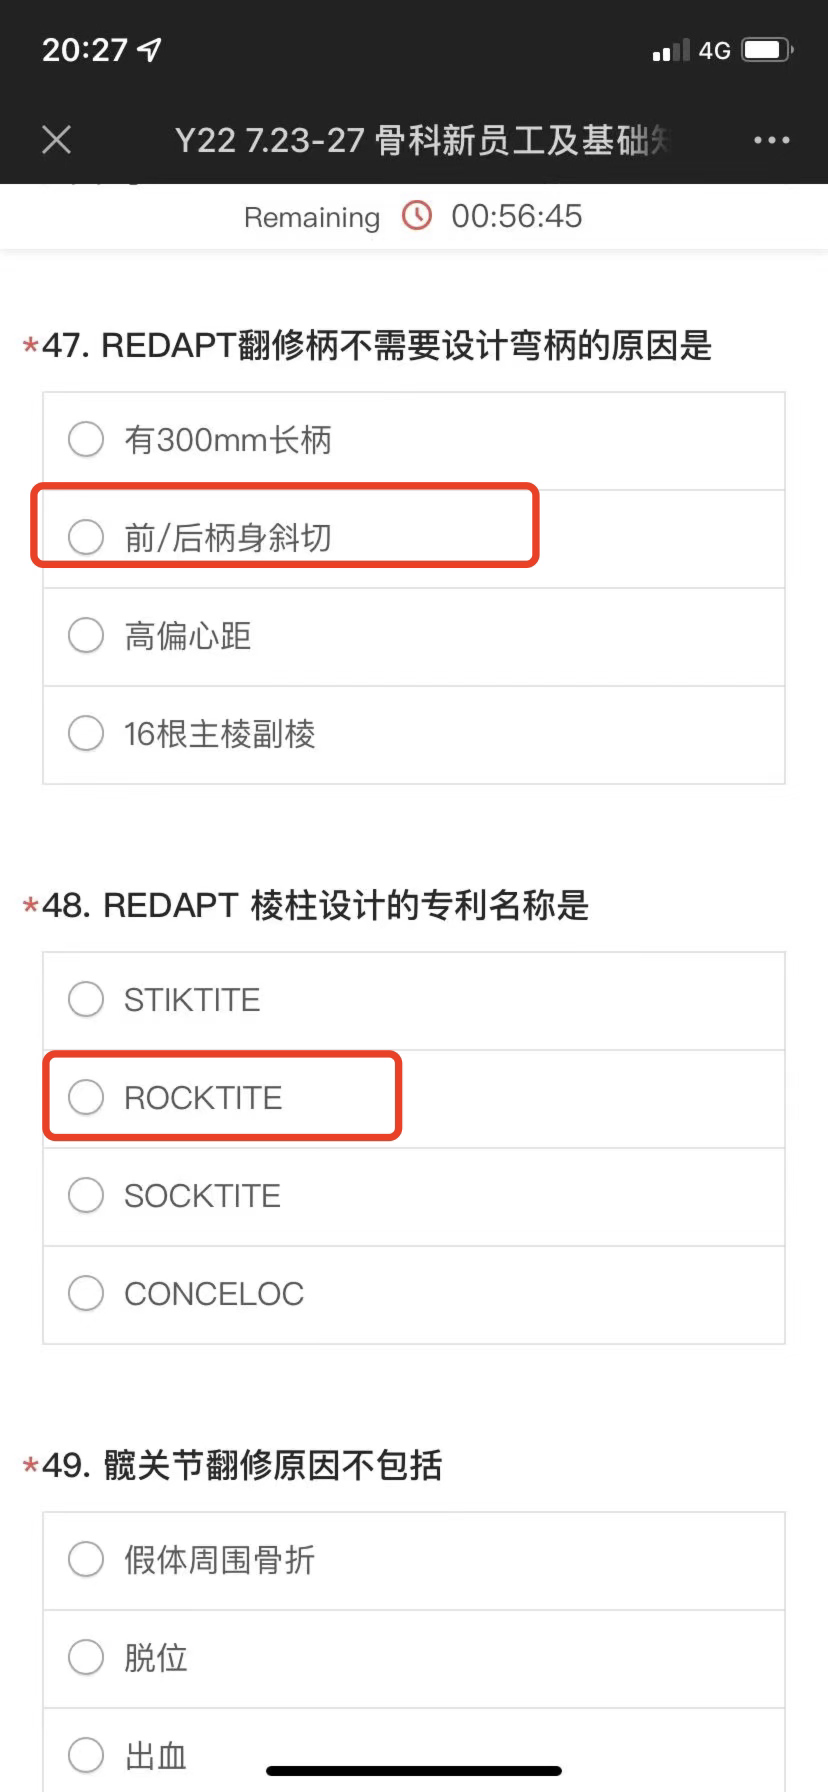 20:27
4G
Y22 7.23-27 骨科新员工及基础
Remaining 00:56:45
*47. REDAPT翻修柄不需要设计弯柄的原因是
有300mm长柄
前/后柄身斜切
高偏心距
16根主棱副棱
*48. REDAPT 棱柱设计的专利名称是
STIKTITE
ROCKTITE
SOCKTITE
CONCELOC
*49. 髋关节翻修原因不包括
假体周围骨折
脱位
出血